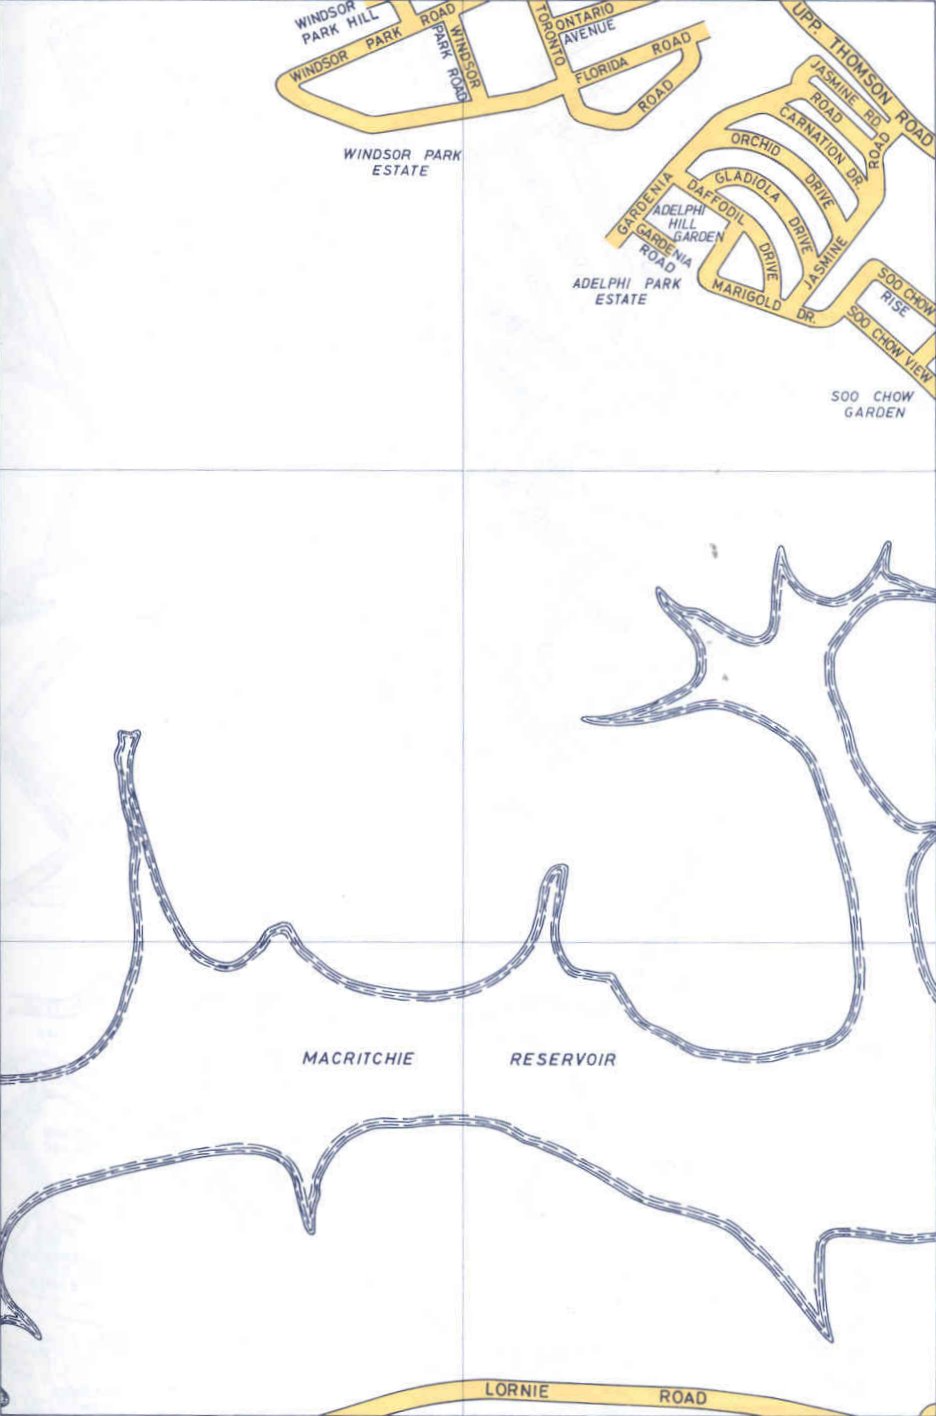 WINDSOR
PARK HILL
WINDSOR PARK ROAD
WINDSOR
PARK ROAD
TORONTO
ONTARIO
AVENUE
FLORIDA ROAD
ROAD
UPP. THOMSON ROAD
JASMINE RD.
ROAD
CARNATION DR.
ROAD
ORCHID DRIVE
GLADIOLA DRIVE
DAFFODIL DRIVE
JASMINE
GARDENIA
ADELPHI
HILL
GARDEN
GARDENIA
ROAD
MARIGOLD DR.
WINDSOR PARK
ESTATE
ADELPHI PARK
ESTATE
SOO CHOW
RISE
SOO CHOW VIEW
SOO CHOW
GARDEN
MACRITCHIE RESERVOIR
LORNIE ROAD